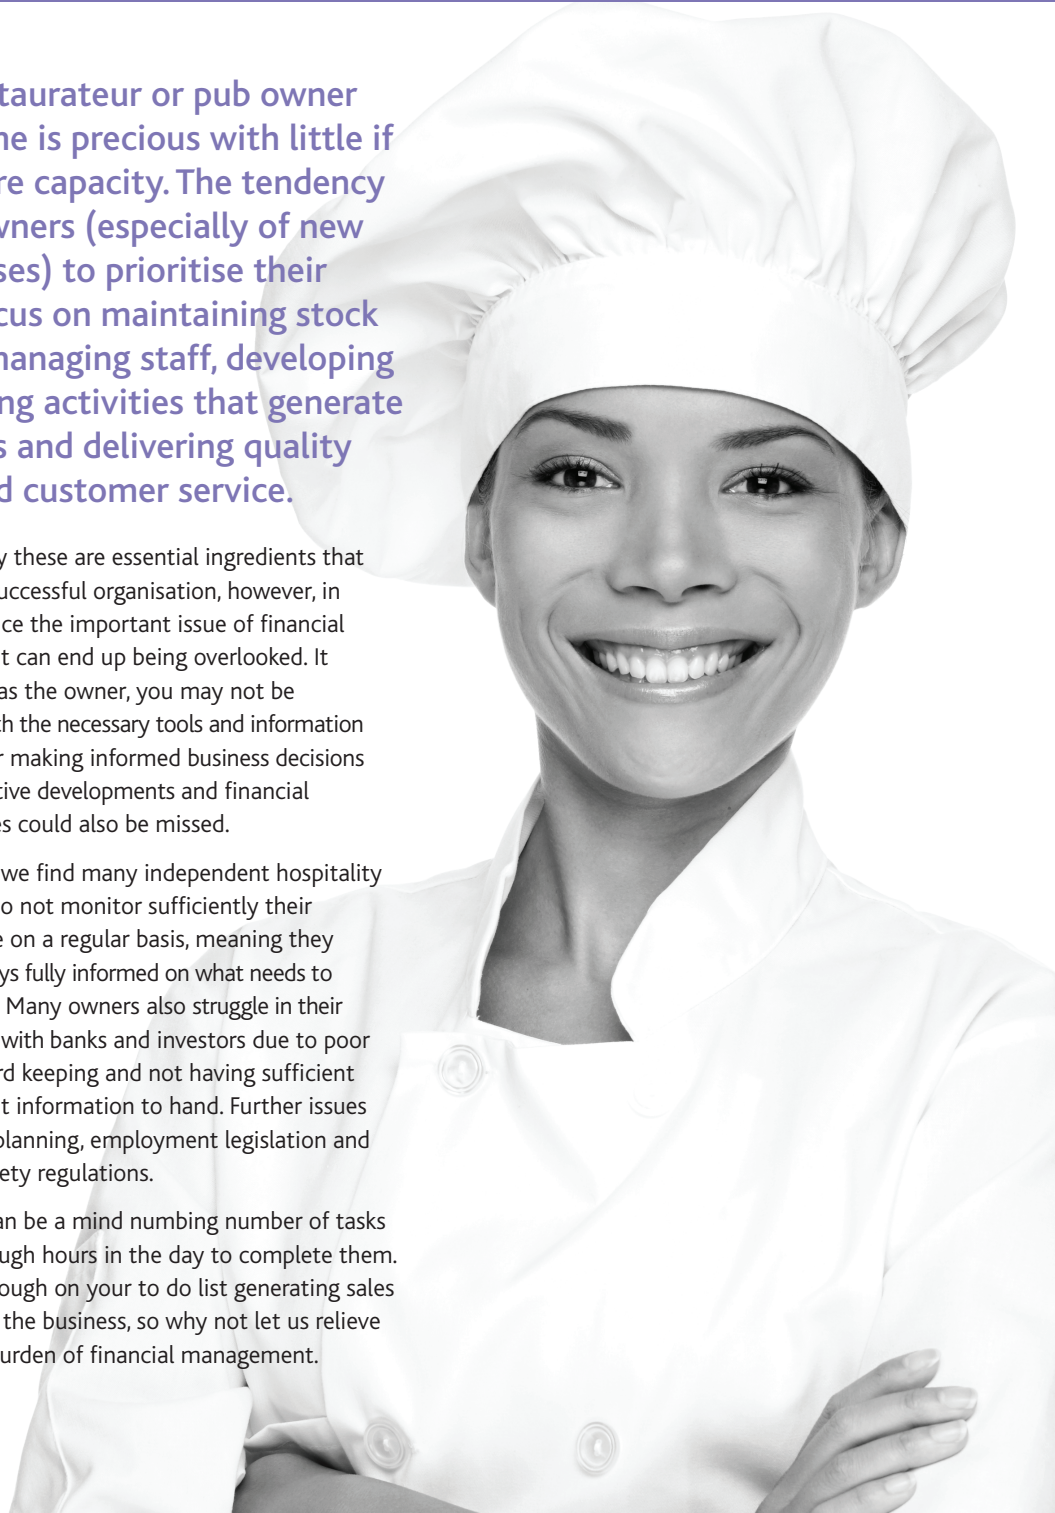 taurateur or pub owner
ne is precious with little if
re capacity. The tendency
wners (especially of new
ses) to prioritise their
cus on maintaining stock
nanaging staff, developing
ng activities that generate
s and delivering quality
d customer service.
y these are essential ingredients that
uccessful organisation, however, in
ce the important issue of financial
t can end up being overlooked. It
as the owner, you may not be
th the necessary tools and information
r making informed business decisions
tive developments and financial
es could also be missed.
we find many independent hospitality
o not monitor sufficiently their
e on a regular basis, meaning they
ys fully informed on what needs to
Many owners also struggle in their
with banks and investors due to poor
rd keeping and not having sufficient
t information to hand. Further issues
planning, employment legislation and
ety regulations.
an be a mind numbing number of tasks
ugh hours in the day to complete them.
ough on your to do list generating sales
the business, so why not let us relieve
urden of financial management.